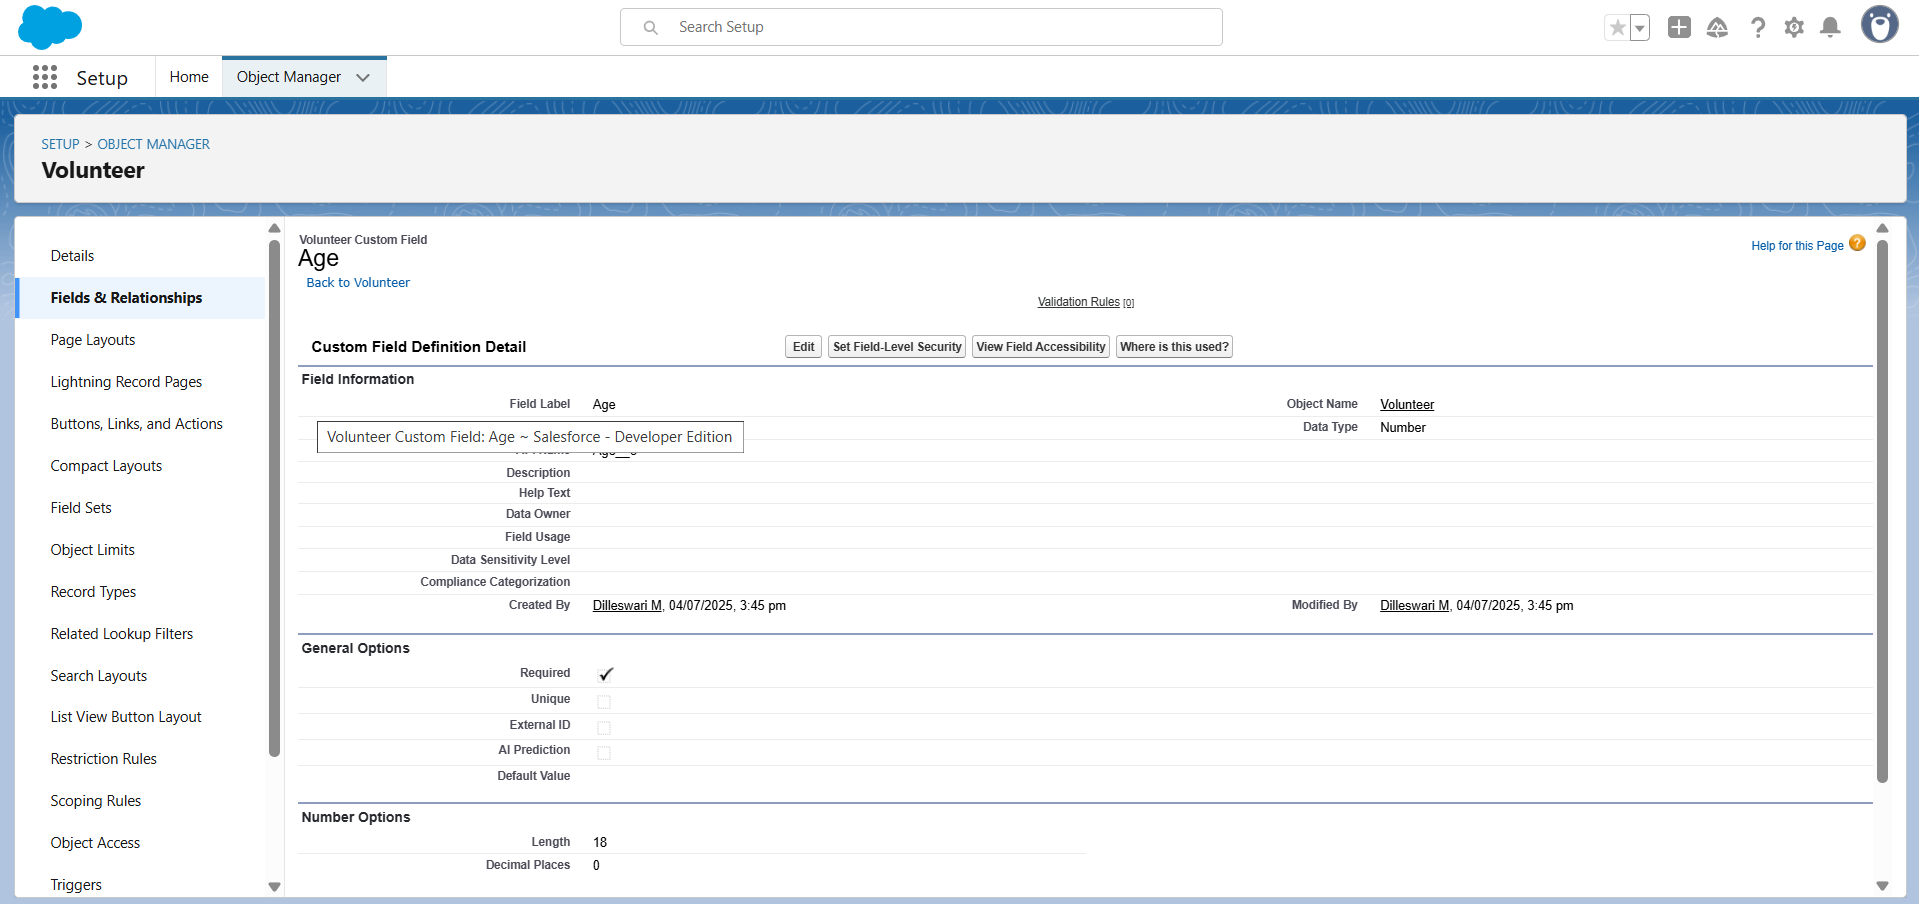 Search Setup
Setup
Home
Object Manager
SETUP > OBJECT MANAGER
Volunteer
Details
Fields & Relationships
Page Layouts
Lightning Record Pages
Buttons, Links, and Actions
Compact Layouts
Field Sets
Object Limits
Record Types
Related Lookup Filters
Search Layouts
List View Button Layout
Restriction Rules
Scoping Rules
Object Access
Triggers
Volunteer Custom Field
Age
Back to Volunteer
Help for this Page ?
Validation Rules [0]
Custom Field Definition Detail
Edit
Set Field-Level Security
View Field Accessibility
Where is this used?
Field Information
Field Label Age
Object Name Volunteer
Data Type Number
Volunteer Custom Field: Age ~ Salesforce - Developer Edition
Description
Help Text
Data Owner
Field Usage
Data Sensitivity Level
Compliance Categorization
Created By Dilleswari M, 04/07/2025, 3:45 pm
Modified By Dilleswari M, 04/07/2025, 3:45 pm
General Options
Required
Unique
External ID
AI Prediction
Default Value
Number Options
Length 18
Decimal Places 0